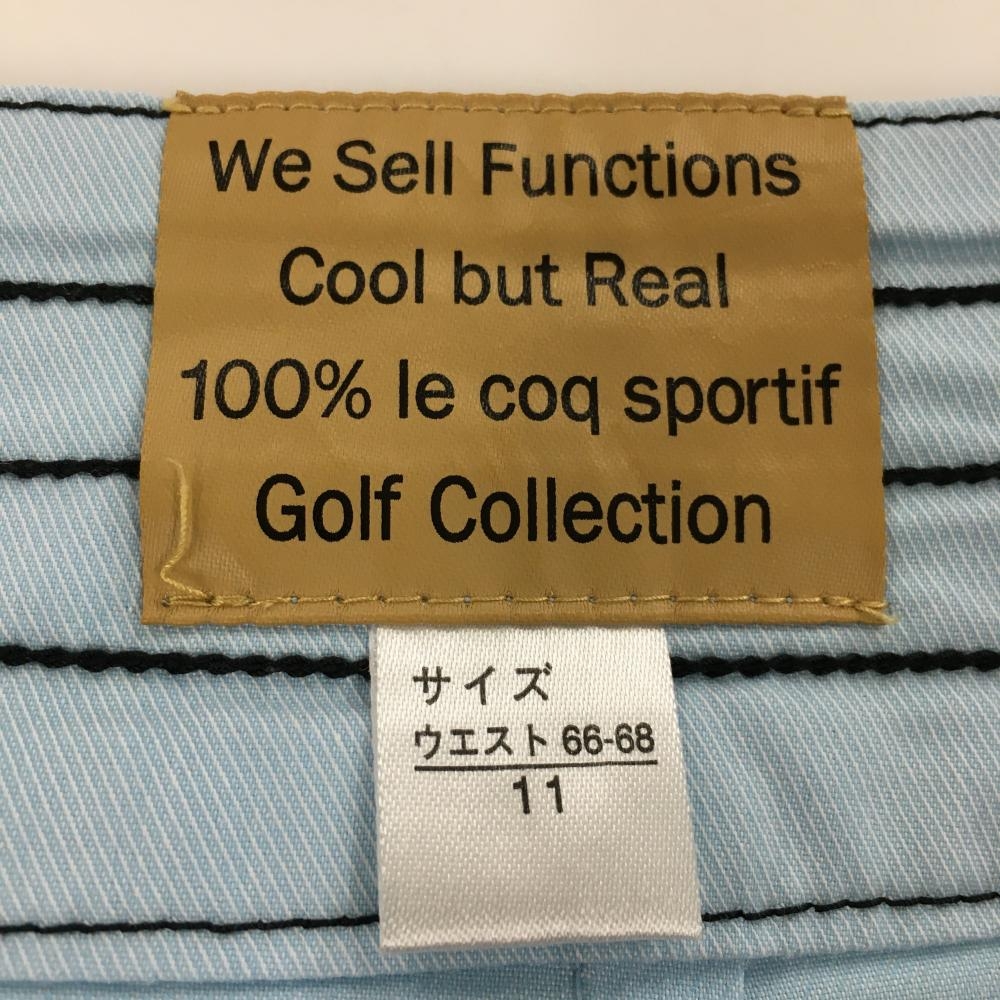 We Sell Functions
Cool but Real
100% le coq sportif
Golf Collection
サイズ
ウエスト 66-68
11